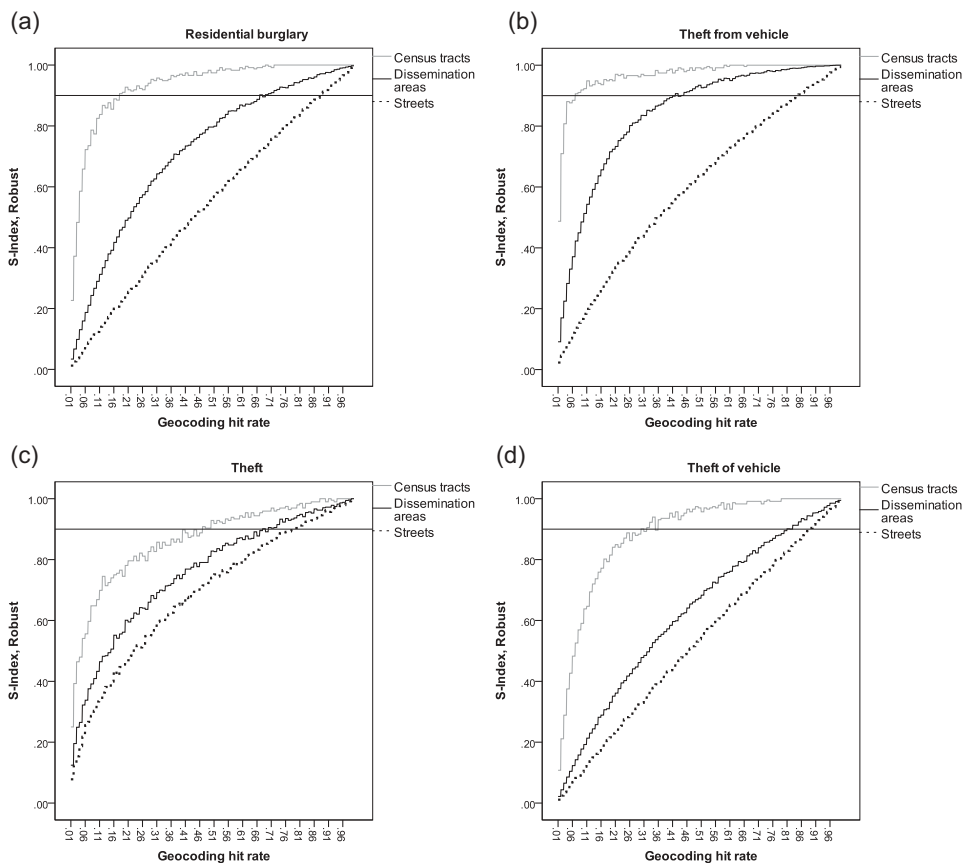 (a)
Residential burglary
1.00
.80
.60
.40
.20
.00
S-Index, Robust
.01 .06 .11 .16 .21 .26 .31 .36 .41 .46 .51 .56 .61 .66 .71 .76 .81 .86 .91 .96
Geocoding hit rate
Census tracts
Dissemination
areas
Streets
(b)
Theft from vehicle
1.00
.80
.60
.40
.20
.00
S-Index, Robust
.01 .06 .11 .16 .21 .26 .31 .36 .41 .46 .51 .56 .61 .66 .71 .76 .81 .86 .91 .96
Geocoding hit rate
Census tracts
Dissemination
areas
Streets
(c)
Theft
1.00
.80
.60
.40
.20
.00
S-Index, Robust
.01 .06 .11 .16 .21 .26 .31 .36 .41 .46 .51 .56 .61 .66 .71 .76 .81 .86 .91 .96
Geocoding hit rate
Census tracts
Dissemination
areas
Streets
(d)
Theft of vehicle
1.00
.80
.60
.40
.20
.00
S-Index, Robust
.01 .06 .11 .16 .21 .26 .31 .36 .41 .46 .51 .56 .61 .66 .71 .76 .81 .86 .91 .96
Geocoding hit rate
Census tracts
Dissemination
areas
Streets